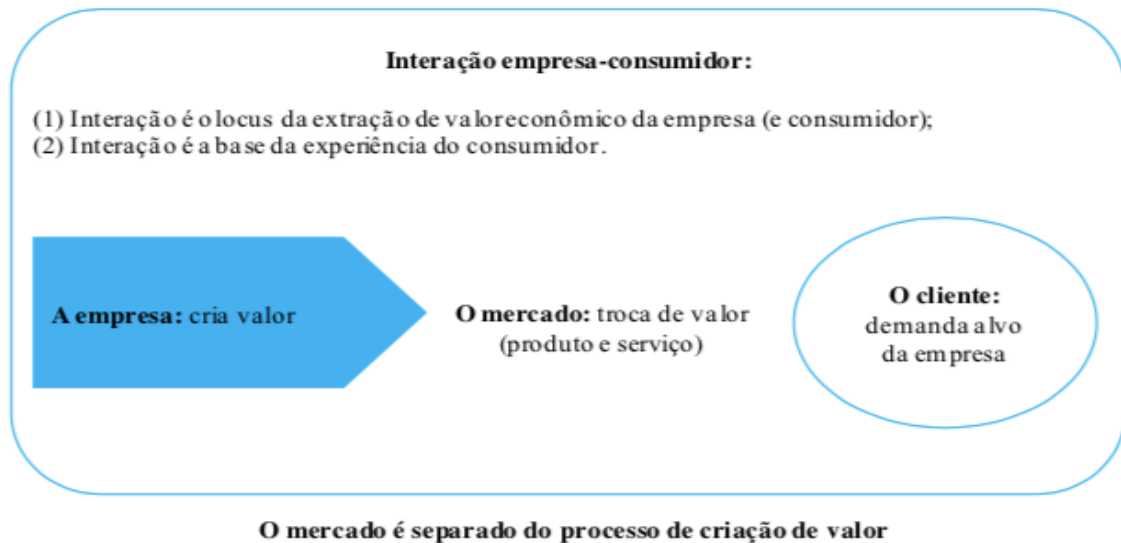 Interação empresa-consumidor:
(1) Interação é o locus da extração de valor econômico da empresa (e consumidor);
(2) Interação é a base da experiência do consumidor.
A empresa: cria valor
O mercado: troca de valor
(produto e serviço)
O cliente:
demanda alvo
da empresa
O mercado é separado do processo de criação de valor